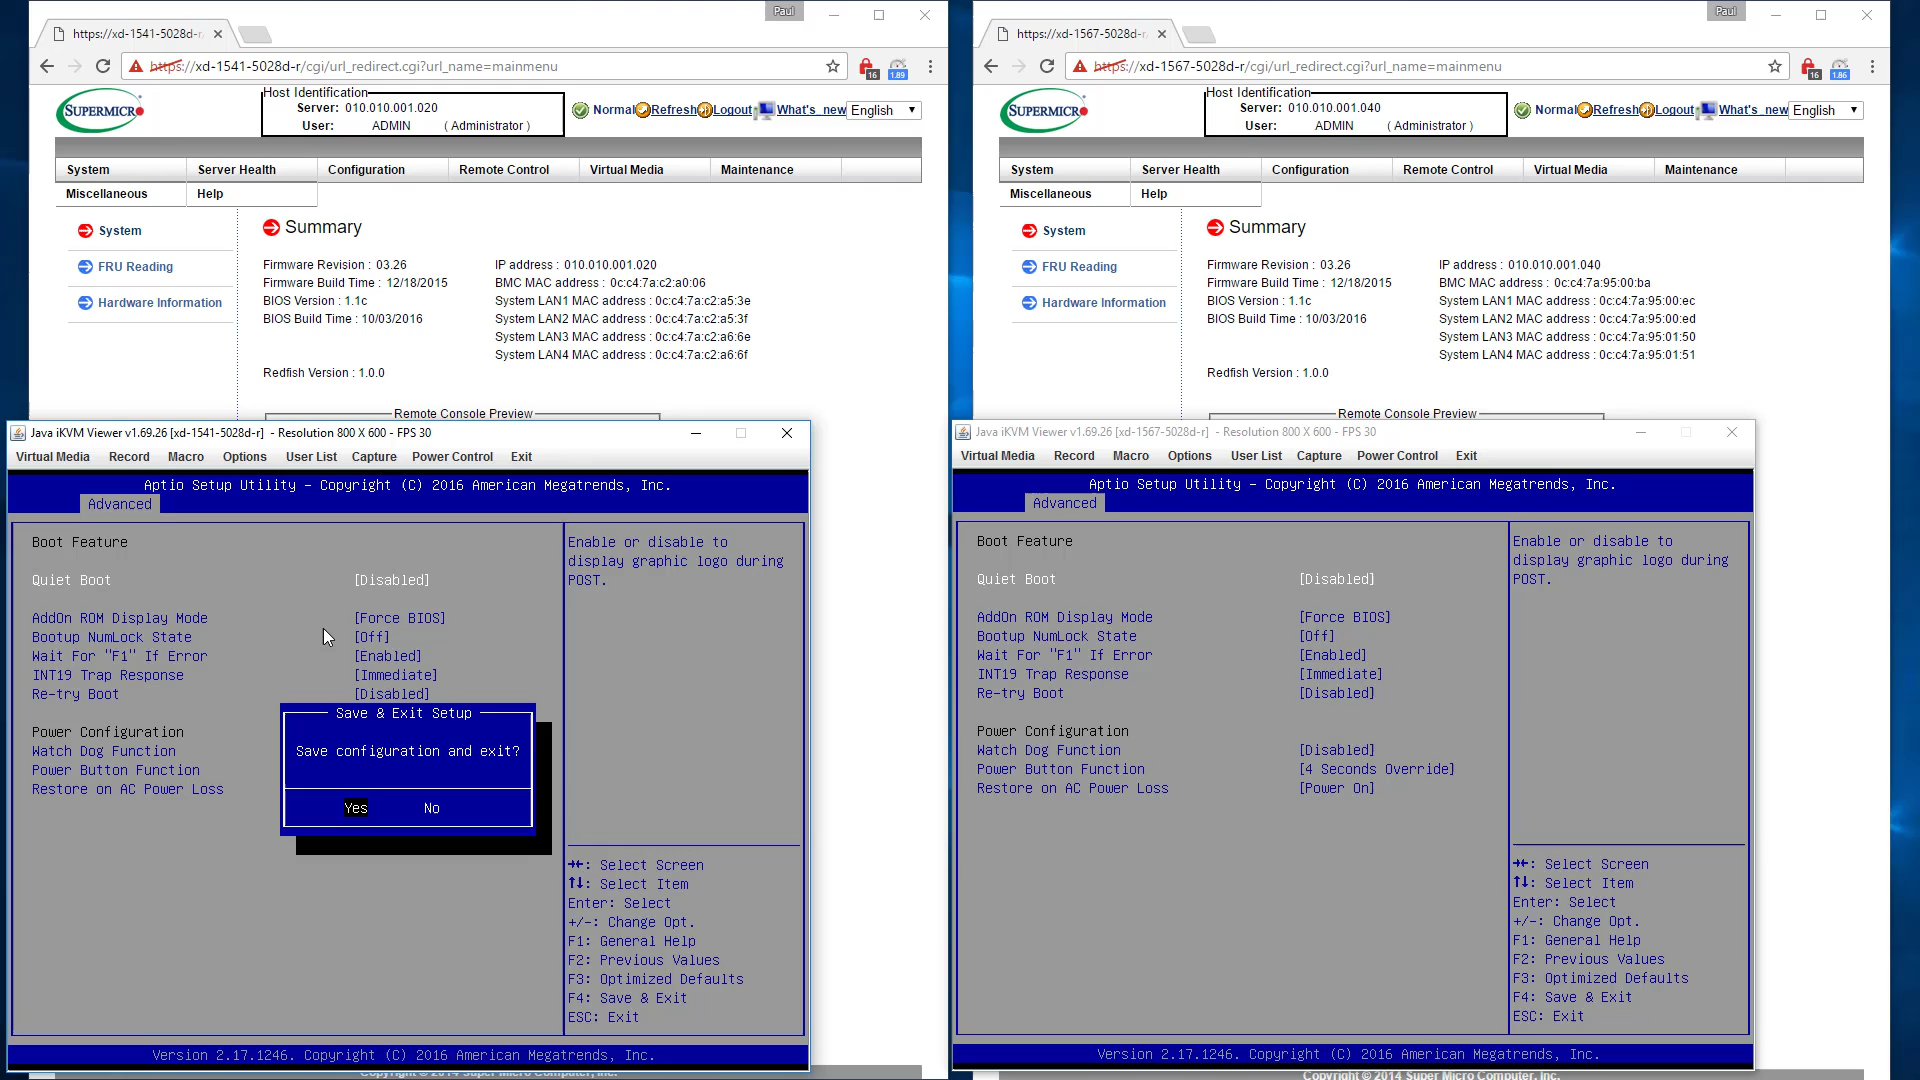 Paul
https://xd-1541-5028d-r
https://xd-1541-5028d-r/cgi/url_redirect.cgi?url_name=mainmenu
16
1.89
SUPERMICR
Host Identification
Server: 010.010.001.020
User: ADMIN ( Administrator )
Normal Refresh Logout What's_new English
System Server Health Configuration Remote Control Virtual Media Maintenance
Miscellaneous Help
System
FRU Reading
Hardware Information
Summary
Firmware Revision : 03.26
Firmware Build Time : 12/18/2015
BIOS Version : 1.1c
BIOS Build Time : 10/03/2016
IP address : 010.010.001.020
BMC MAC address : 0c:c4:7a:c2:a0:06
System LAN1 MAC address : 0c:c4:7a:c2:a5:3e
System LAN2 MAC address : 0c:c4:7a:c2:a5:3f
System LAN3 MAC address : 0c:c4:7a:c2:a6:6e
System LAN4 MAC address : 0c:c4:7a:c2:a6:6f
Redfish Version : 1.0.0
Remote Console Preview
Java iKVM Viewer v1.69.26 [xd-1541-5028d-r] - Resolution 800 X 600 - FPS 30
Virtual Media Record Macro Options User List Capture Power Control Exit
Aptio Setup Utility – Copyright (C) 2016 American Megatrends, Inc.
Advanced
Boot Feature
Quiet Boot [Disabled]
AddOn ROM Display Mode [Force BIOS]
Bootup NumLock State [Off]
Wait For "F1" If Error [Enabled]
INT19 Trap Response [Immediate]
Re-try Boot [Disabled]
Power Configuration
Watch Dog Function
Power Button Function
Restore on AC Power Loss
Save & Exit Setup
Save configuration and exit?
Yes No
Enable or disable to
display graphic logo during
POST.
→←: Select Screen
↑↓: Select Item
Enter: Select
+/-: Change Opt.
F1: General Help
F2: Previous Values
F3: Optimized Defaults
F4: Save & Exit
ESC: Exit
Version 2.17.1246. Copyright (C) 2016 American Megatrends, Inc.
Copyright © 2014 Super Micro Computer, Inc.
Paul
https://xd-1567-5028d-r
https://xd-1567-5028d-r/cgi/url_redirect.cgi?url_name=mainmenu
16
1.86
SUPERMICR
Host Identification
Server: 010.010.001.040
User: ADMIN ( Administrator )
Normal Refresh Logout What's_new English
System Server Health Configuration Remote Control Virtual Media Maintenance
Miscellaneous Help
System
FRU Reading
Hardware Information
Summary
Firmware Revision : 03.26
Firmware Build Time : 12/18/2015
BIOS Version : 1.1c
BIOS Build Time : 10/03/2016
IP address : 010.010.001.040
BMC MAC address : 0c:c4:7a:95:00:ba
System LAN1 MAC address : 0c:c4:7a:95:00:ec
System LAN2 MAC address : 0c:c4:7a:95:00:ed
System LAN3 MAC address : 0c:c4:7a:95:01:50
System LAN4 MAC address : 0c:c4:7a:95:01:51
Redfish Version : 1.0.0
Remote Console Preview
Java iKVM Viewer v1.69.26 [xd-1567-5028d-r] - Resolution 800 X 600 - FPS 30
Virtual Media Record Macro Options User List Capture Power Control Exit
Aptio Setup Utility – Copyright (C) 2016 American Megatrends, Inc.
Advanced
Boot Feature
Quiet Boot [Disabled]
AddOn ROM Display Mode [Force BIOS]
Bootup NumLock State [Off]
Wait For "F1" If Error [Enabled]
INT19 Trap Response [Immediate]
Re-try Boot [Disabled]
Power Configuration
Watch Dog Function [Disabled]
Power Button Function [4 Seconds Override]
Restore on AC Power Loss [Power On]
Enable or disable to
display graphic logo during
POST.
→←: Select Screen
↑↓: Select Item
Enter: Select
+/-: Change Opt.
F1: General Help
F2: Previous Values
F3: Optimized Defaults
F4: Save & Exit
ESC: Exit
Version 2.17.1246. Copyright (C) 2016 American Megatrends, Inc.
Copyright © 2014 Super Micro Computer, Inc.